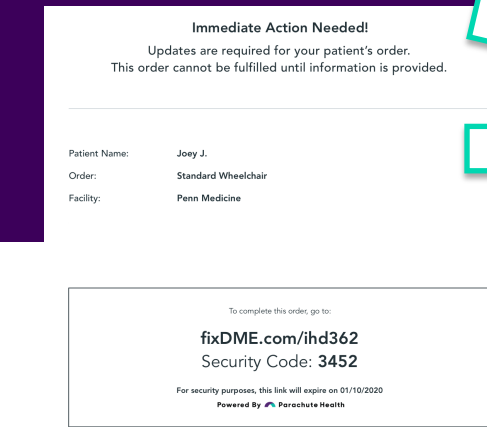 Immediate Action Needed!
Updates are required for your patient's order.
This order cannot be fulfilled until information is provided.
Patient Name: Joey J.
Order: Standard Wheelchair
Facility: Penn Medicine
To complete this order, go to:
fixDME.com/ihd362
Security Code: 3452
For security purposes, this link will expire on 01/10/2020
Powered By Parachute Health